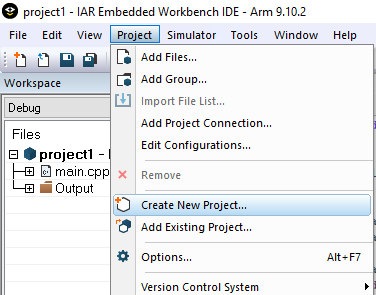 project1 - IAR Embedded Workbench IDE - Arm 9.10.2
File Edit View Project Simulator Tools Window Help
Workspace
Debug
Files
project1 -
main.cpp
Output
Add Files...
Add Group...
Import File List...
Add Project Connection...
Edit Configurations...
Remove
Create New Project...
Add Existing Project...
Options... Alt+F7
Version Control System